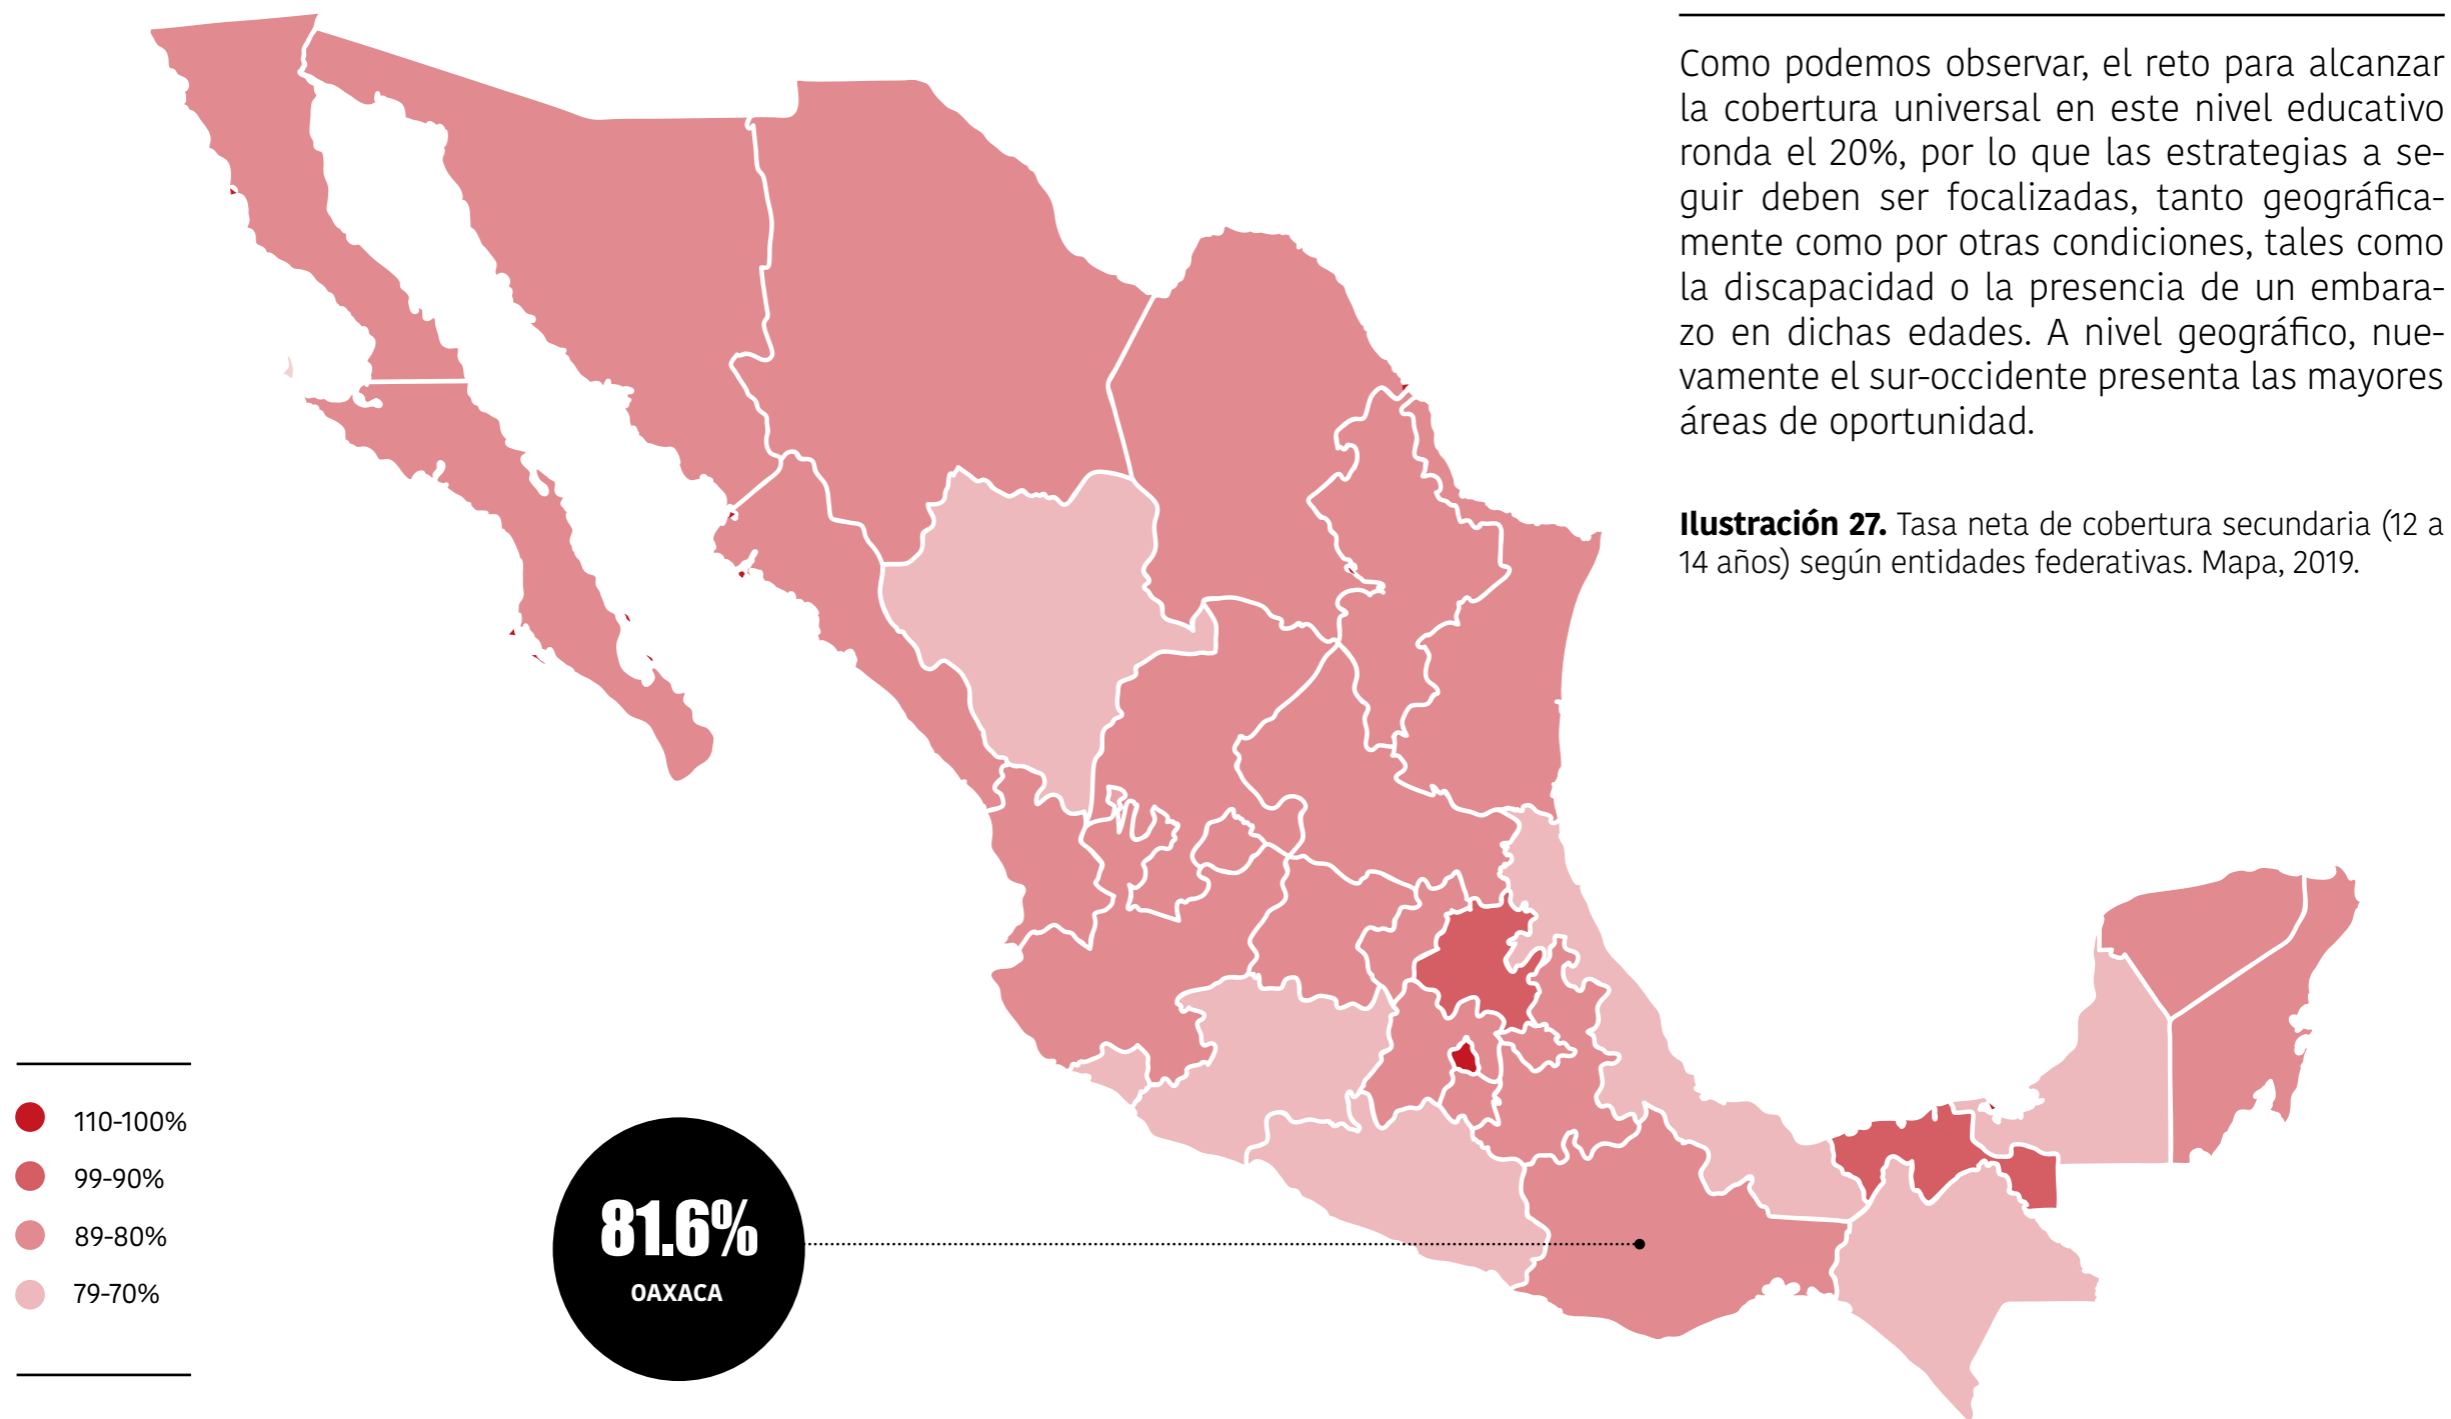 Como podemos observar, el reto para alcanzar
la cobertura universal en este nivel educativo
ronda el 20%, por lo que las estrategias a se-
guir deben ser focalizadas, tanto geográfica-
mente como por otras condiciones, tales como
la discapacidad o la presencia de un embara-
zo en dichas edades. A nivel geográfico, nue-
vamente el sur-occidente presenta las mayores
áreas de oportunidad.
Ilustración 27. Tasa neta de cobertura secundaria (12 a
14 años) según entidades federativas. Mapa, 2019.
110-100%
99-90%
89-80%
79-70%
81.6%
OAXACA